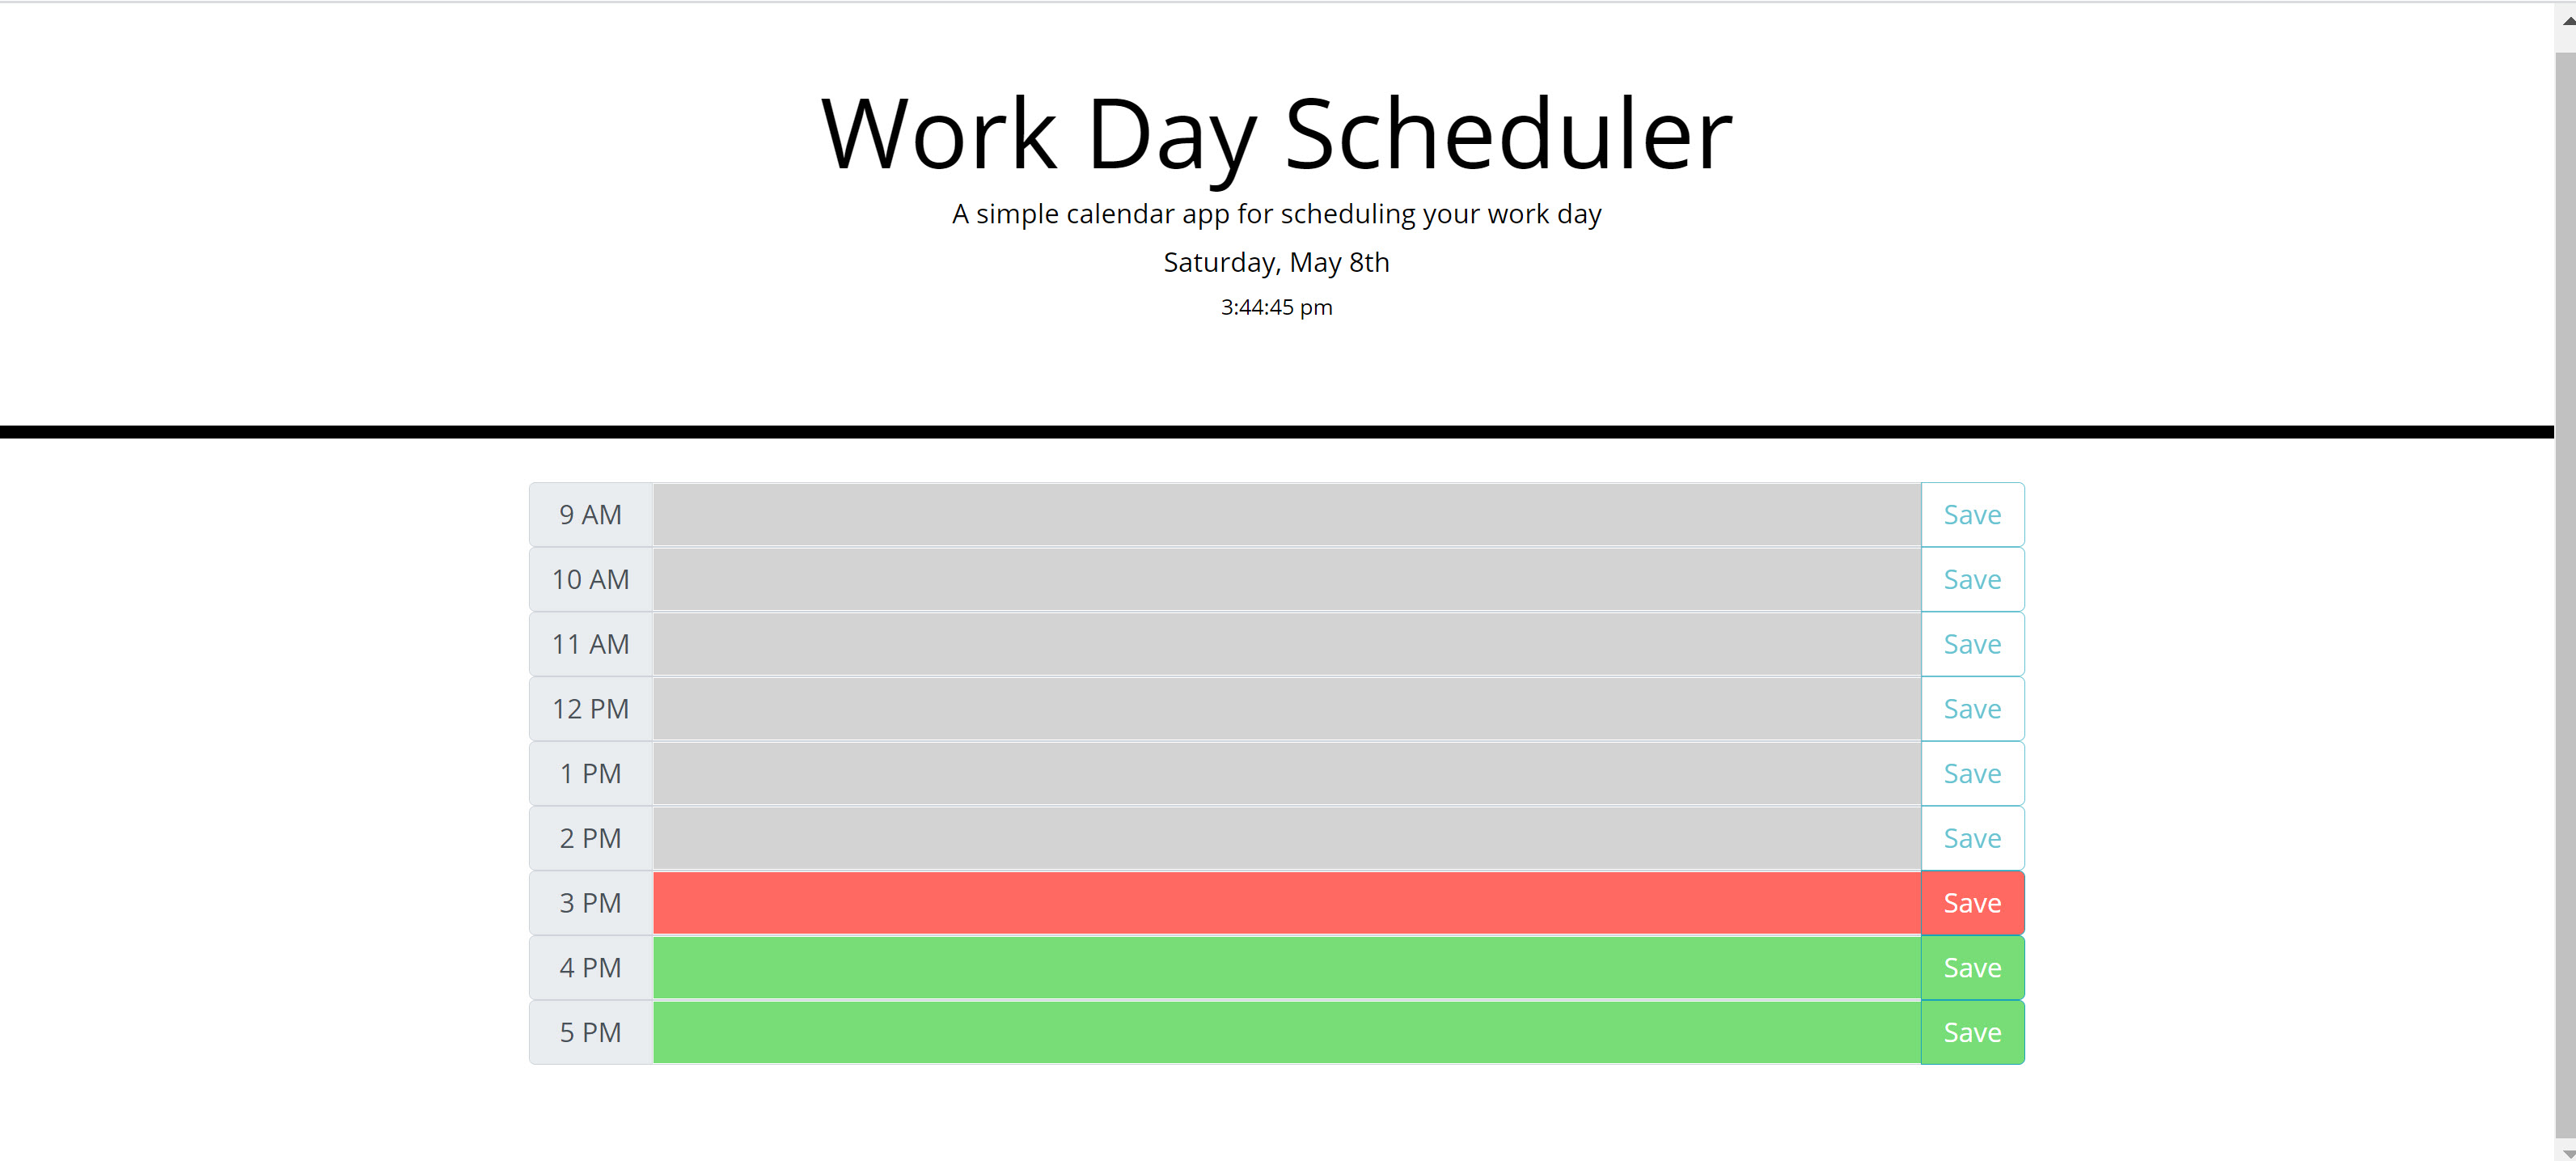 Work Day Scheduler
A simple calendar app for scheduling your work day
Saturday, May 8th
3:44:45 pm
9 AM Save
10 AM Save
11 AM Save
12 PM Save
1 PM Save
2 PM Save
3 PM Save
4 PM Save
5 PM Save